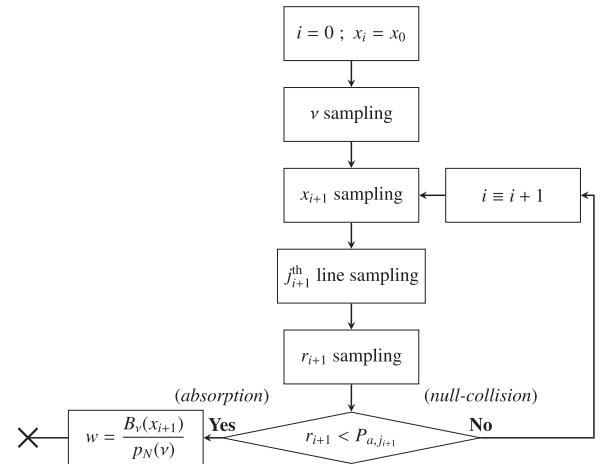 i = 0 ; x_i = x_0
ν sampling
x_{i+1} sampling
i ≡ i + 1
j^{th}_{i+1} line sampling
r_{i+1} sampling
(absorption)
(null-collision)
w = B_ν(x_{i+1}) / p_N(ν)
Yes
r_{i+1} < P_{a,j_{i+1}}
No